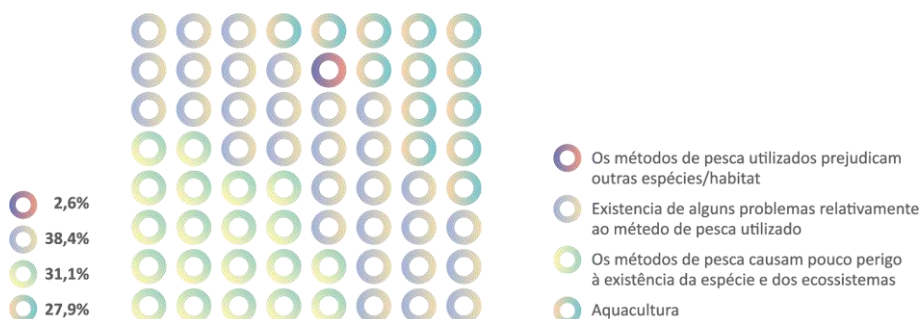 2,6%
38,4%
31,1%
27,9%
Os métodos de pesca utilizados prejudicam
outras espécies/habitat
Existencia de alguns problemas relativamente
ao métedo de pesca utilizado
Os métodos de pesca causam pouco perigo
à existência da espécie e dos ecossistemas
Aquacultura